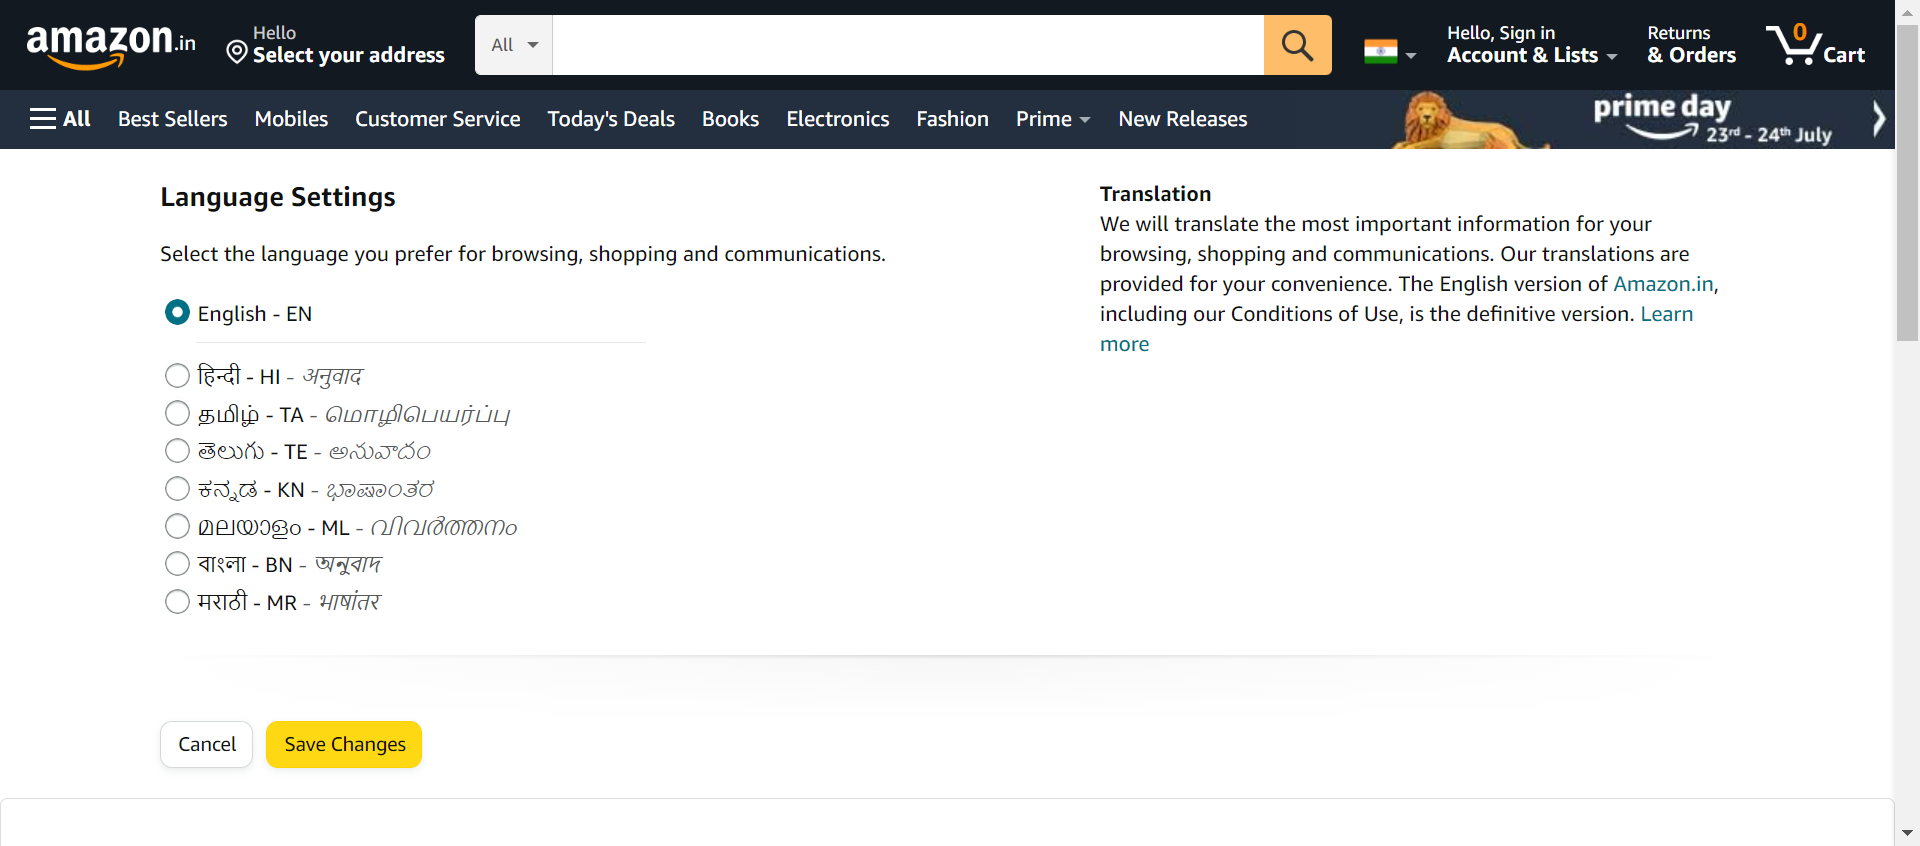 amazon.in
Hello
Select your address
All
Hello, Sign in
Account & Lists
Returns
& Orders
0
Cart
All
Best Sellers
Mobiles
Customer Service
Today's Deals
Books
Electronics
Fashion
Prime
New Releases
prime day
23rd - 24th July
Language Settings
Select the language you prefer for browsing, shopping and communications.
English - EN
हिन्दी - HI - अनुवाद
தமிழ் - TA - மொழிபெயர்ப்பு
తెలుగు - TE - అనువాదం
ಕನ್ನಡ - KN - ಭಾಷಾಂತರ
മലയാളം - ML - വിവർത്തനം
বাংলা - BN - অনুবাদ
मराठी - MR - भाषांतर
Translation
We will translate the most important information for your
browsing, shopping and communications. Our translations are
provided for your convenience. The English version of Amazon.in,
including our Conditions of Use, is the definitive version. Learn
more
Cancel
Save Changes